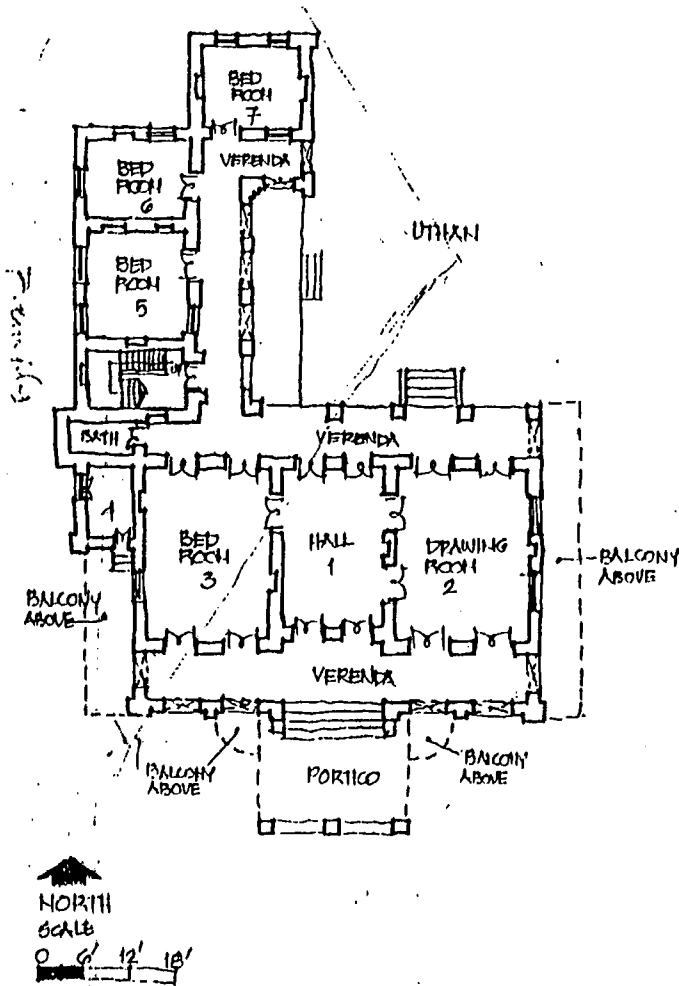 BED
ROOM
7
VERENDA
BED
ROOM
6
UTHAN
BED
ROOM
5
UP
BATH
VERENDA
4
BED
ROOM
3
HALL
1
DRAWING
ROOM
2
BALCONY
ABOVE
BALCONY
ABOVE
VERENDA
BALCONY
ABOVE
PORTICO
BALCONY
ABOVE
NORTH
SCALE
0 6' 12' 18'